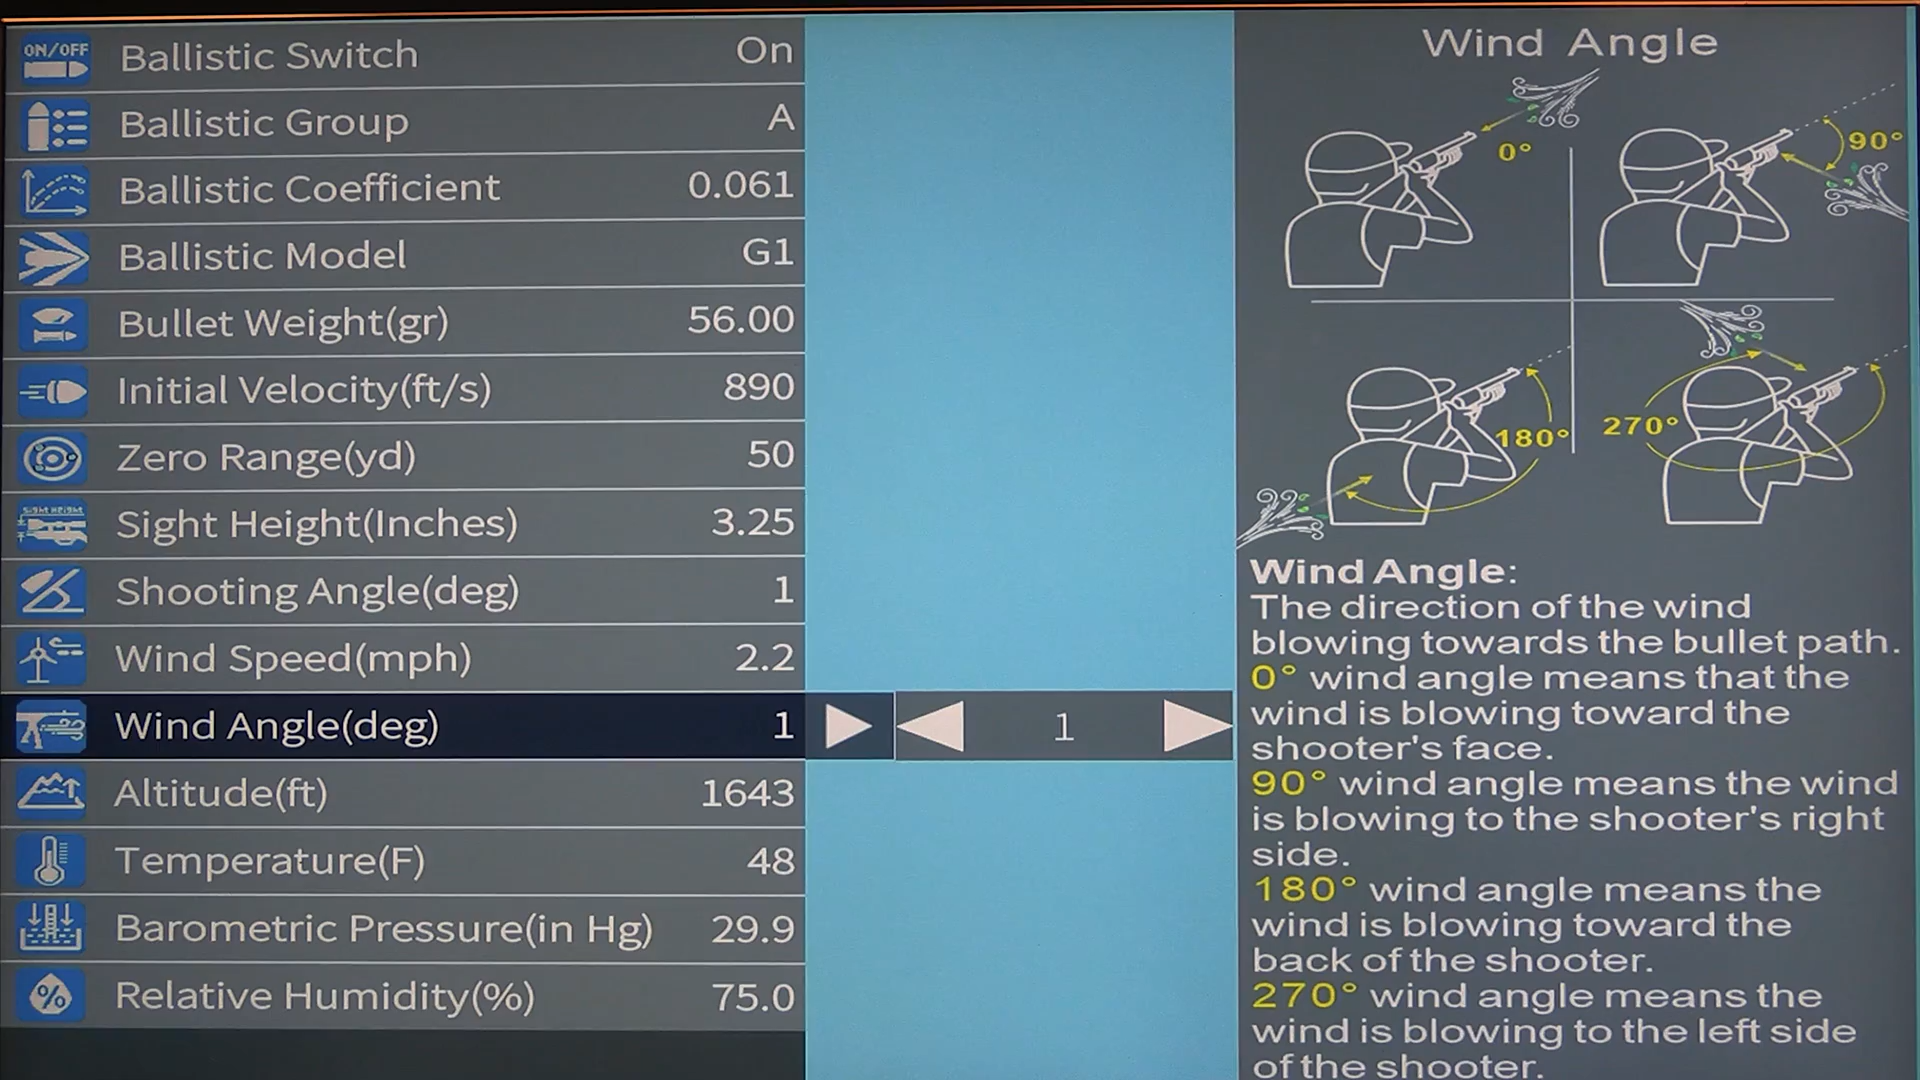 ON/OFF Ballistic Switch On
Ballistic Group A
Ballistic Coefficient 0.061
Ballistic Model G1
Bullet Weight(gr) 56.00
Initial Velocity(ft/s) 890
Zero Range(yd) 50
SIGHT HEIGHT Sight Height(Inches) 3.25
Shooting Angle(deg) 1
Wind Speed(mph) 2.2
Wind Angle(deg) 1 1
Altitude(ft) 1643
Temperature(F) 48
Barometric Pressure(in Hg) 29.9
% Relative Humidity(%) 75.0
Wind Angle
0°
90°
180°
270°
Wind Angle:
The direction of the wind
blowing towards the bullet path.
0° wind angle means that the
wind is blowing toward the
shooter's face.
90° wind angle means the wind
is blowing to the shooter's right
side.
180° wind angle means the
wind is blowing toward the
back of the shooter.
270° wind angle means the
wind is blowing to the left side
of the shooter.